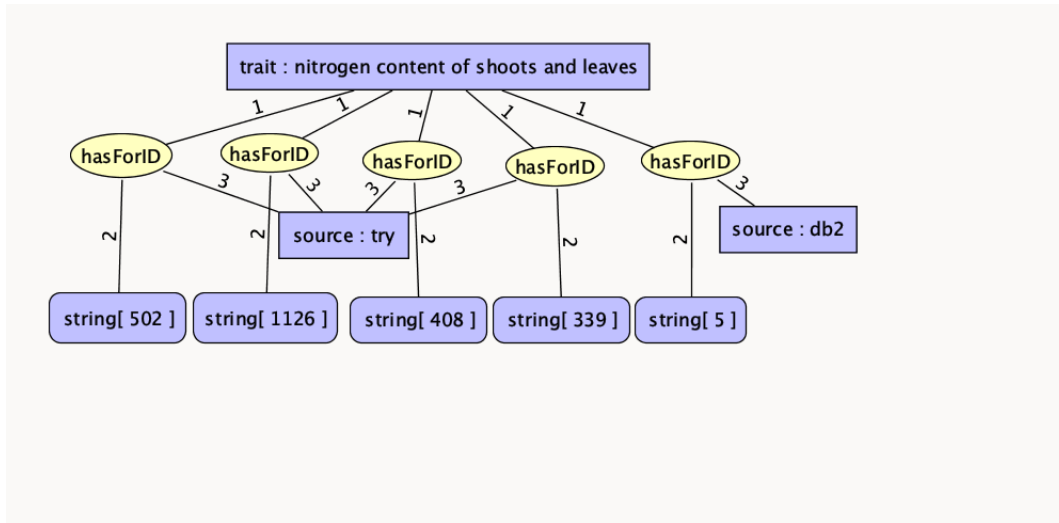 trait : nitrogen content of shoots and leaves
1
1
1
1
1
hasForID
hasForID
hasForID
hasForID
hasForID
3
3
3
3
3
2
2
2
2
2
source : try
source : db2
string[ 502 ]
string[ 1126 ]
string[ 408 ]
string[ 339 ]
string[ 5 ]